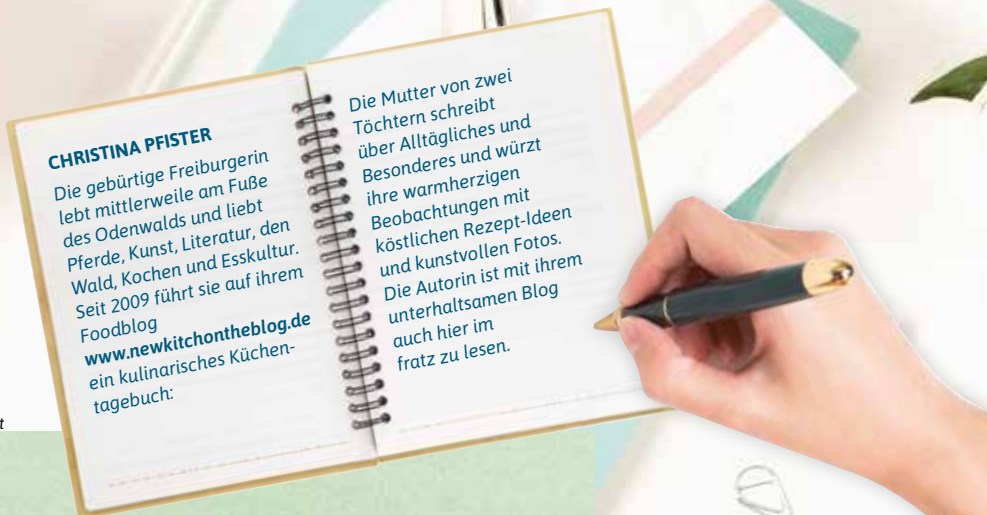 CHRISTINA PFISTER
Die gebürtige Freiburgerin
lebt mittlerweile am Fuße
des Odenwalds und liebt
Pferde, Kunst, Literatur, den
Wald, Kochen und Esskultur.
Seit 2009 führt sie auf ihrem
Foodblog
www.newkitchontheblog.de
ein kulinarisches Küchen-
tagebuch:
Die Mutter von zwei
Töchtern schreibt
über Alltägliches und
Besonderes und würzt
ihre warmherzigen
Beobachtungen mit
köstlichen Rezept-Ideen
und kunstvollen Fotos.
Die Autorin ist mit ihrem
unterhaltsamen Blog
auch hier im
fratz zu lesen.